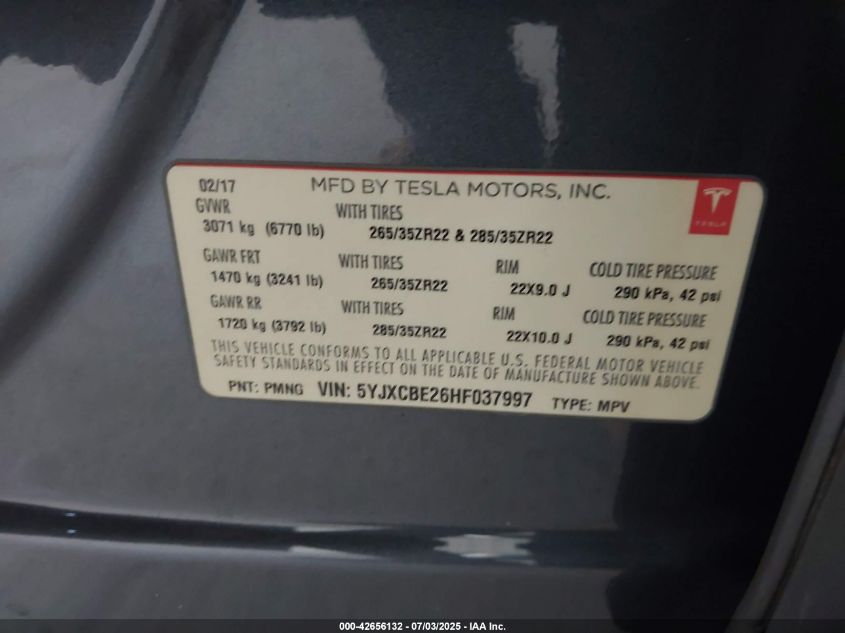 02/17 MFD BY TESLA MOTORS, INC.
GVWR WITH TIRES
3071 kg (6770 lb) 265/35ZR22 & 285/35ZR22
GAWR FRT WITH TIRES RIM COLD TIRE PRESSURE
1470 kg (3241 lb) 265/35ZR22 22X9.0 J 290 kPa, 42 psi
GAWR RR WITH TIRES RIM COLD TIRE PRESSURE
1720 kg (3792 lb) 285/35ZR22 22X10.0 J 290 kPa, 42 psi
THIS VEHICLE CONFORMS TO ALL APPLICABLE U.S. FEDERAL MOTOR VEHICLE
SAFETY STANDARDS IN EFFECT ON THE DATE OF MANUFACTURE SHOWN ABOVE.
PNT: PMNG VIN: 5YJXCBE26HF037997 TYPE: MPV
TESLA
000-42656132 - 07/03/2025 - IAA Inc.